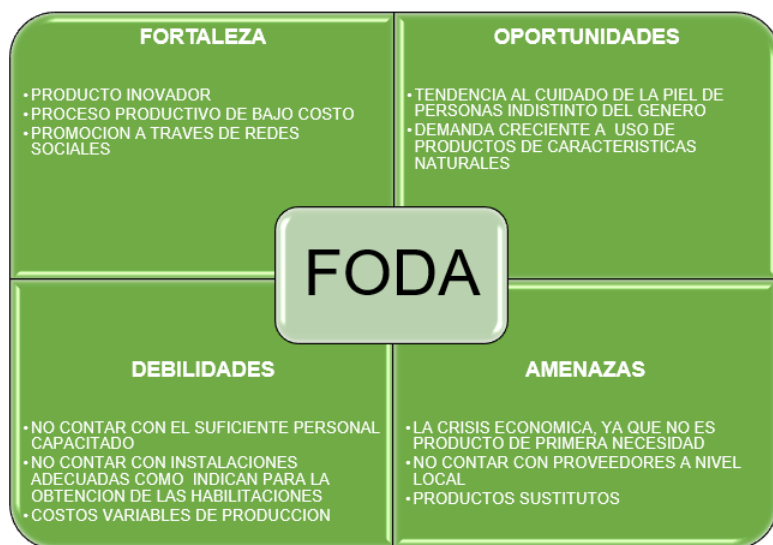 FORTALEZA
• PRODUCTO INOVADOR
• PROCESO PRODUCTIVO DE BAJO COSTO
• PROMOCION A TRAVES DE REDES
SOCIALES
OPORTUNIDADES
• TENDENCIA AL CUIDADO DE LA PIEL DE
PERSONAS INDISTINTO DEL GENERO
• DEMANDA CRECIENTE A USO DE
PRODUCTOS DE CARACTERISTICAS
NATURALES
FODA
DEBILIDADES
• NO CONTAR CON EL SUFICIENTE PERSONAL
CAPACITADO
• NO CONTAR CON INSTALACIONES
ADECUADAS COMO INDICAN PARA LA
OBTENCION DE LAS HABILITACIONES
• COSTOS VARIABLES DE PRODUCCION
AMENAZAS
• LA CRISIS ECONOMICA, YA QUE NO ES
PRODUCTO DE PRIMERA NECESIDAD
• NO CONTAR CON PROVEEDORES A NIVEL
LOCAL
• PRODUCTOS SUSTITUTOS